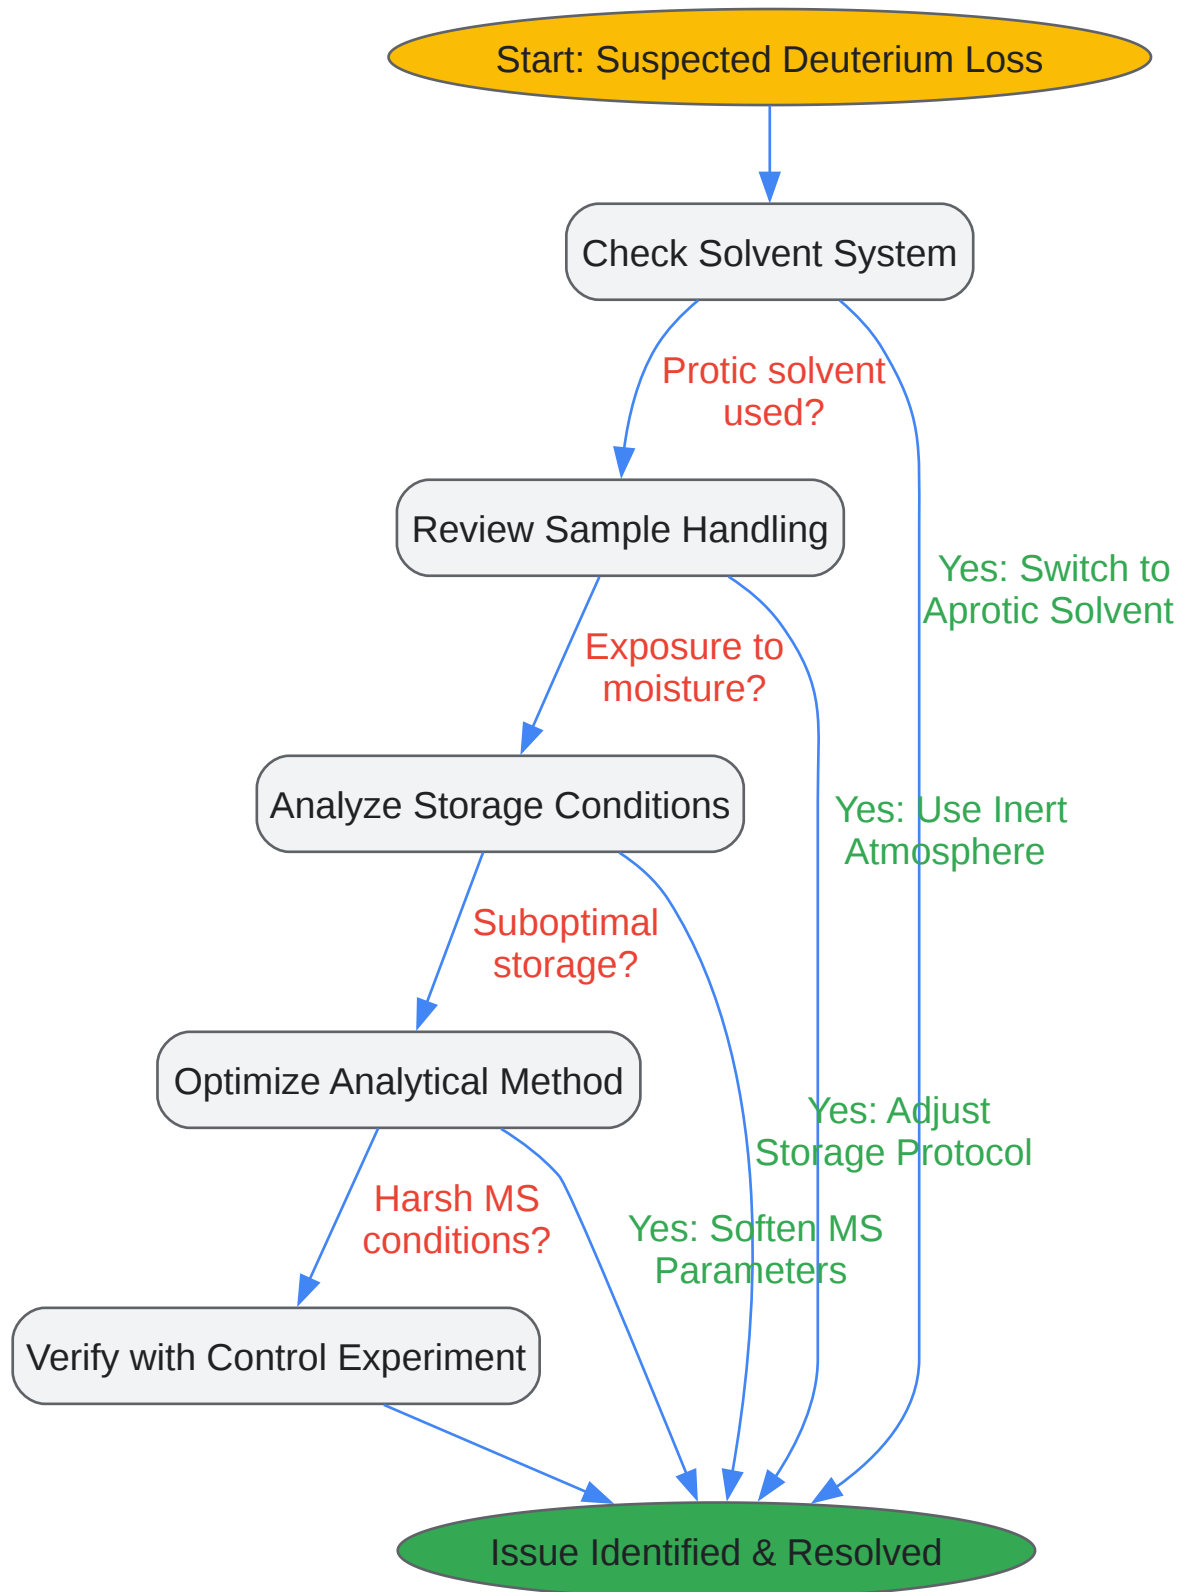 Start: Suspected Deuterium Loss
Check Solvent System
Protic solvent
used?
Review Sample Handling
Yes: Switch to
Aprotic Solvent
Exposure to
moisture?
Analyze Storage Conditions
Yes: Use Inert
Atmosphere
Suboptimal
storage?
Optimize Analytical Method
Yes: Adjust
Storage Protocol
Harsh MS
conditions?
Yes: Soften MS
Parameters
Verify with Control Experiment
Issue Identified & Resolved